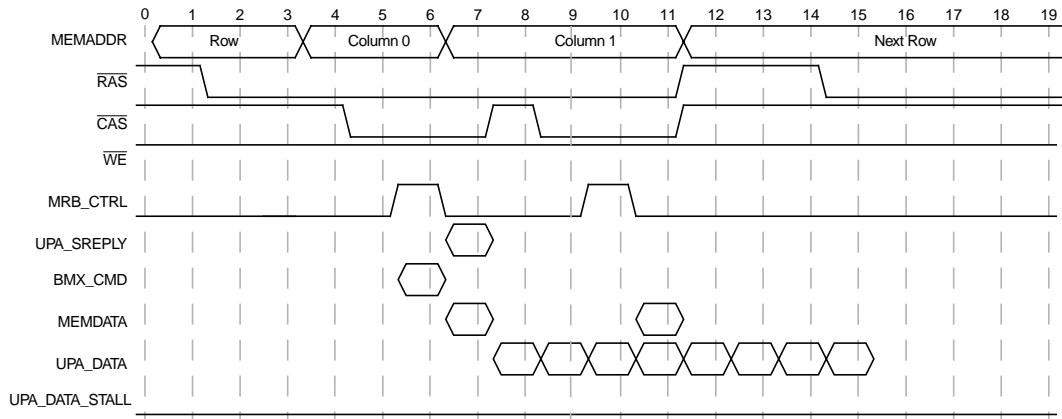 0 1 2 3 4 5 6 7 8 9 10 11 12 13 14 15 16 17 18 19
MEMADDR Row Column 0 Column 1 Next Row
RAS
CAS
WE
MRB_CTRL
UPA_SREPLY
BMX_CMD
MEMDATA
UPA_DATA
UPA_DATA_STALL